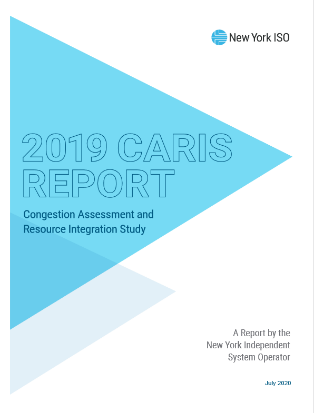 New York ISO
2019 CARIS
REPORT
Congestion Assessment and
Resource Integration Study
A Report by the
New York Independent
System Operator
July 2020